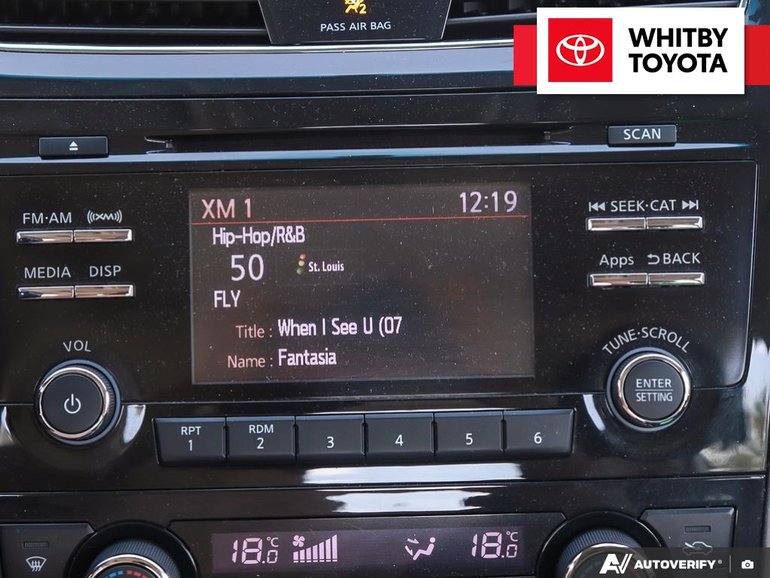 2
PASS AIR BAG
WHITBY
TOYOTA
SCAN
FM·AM
((XM))
XM 1
12:19
SEEK·CAT
Hip-Hop/R&B
MEDIA
DISP
50
St. Louis
Apps
BACK
FLY
Title : When I See U (07
Name : Fantasia
VOL
TUNE·SCROLL
ENTER
SETTING
RPT
1
RDM
2
3
4
5
6
18.0°C
18.0°C
AV AUTOVERIFY